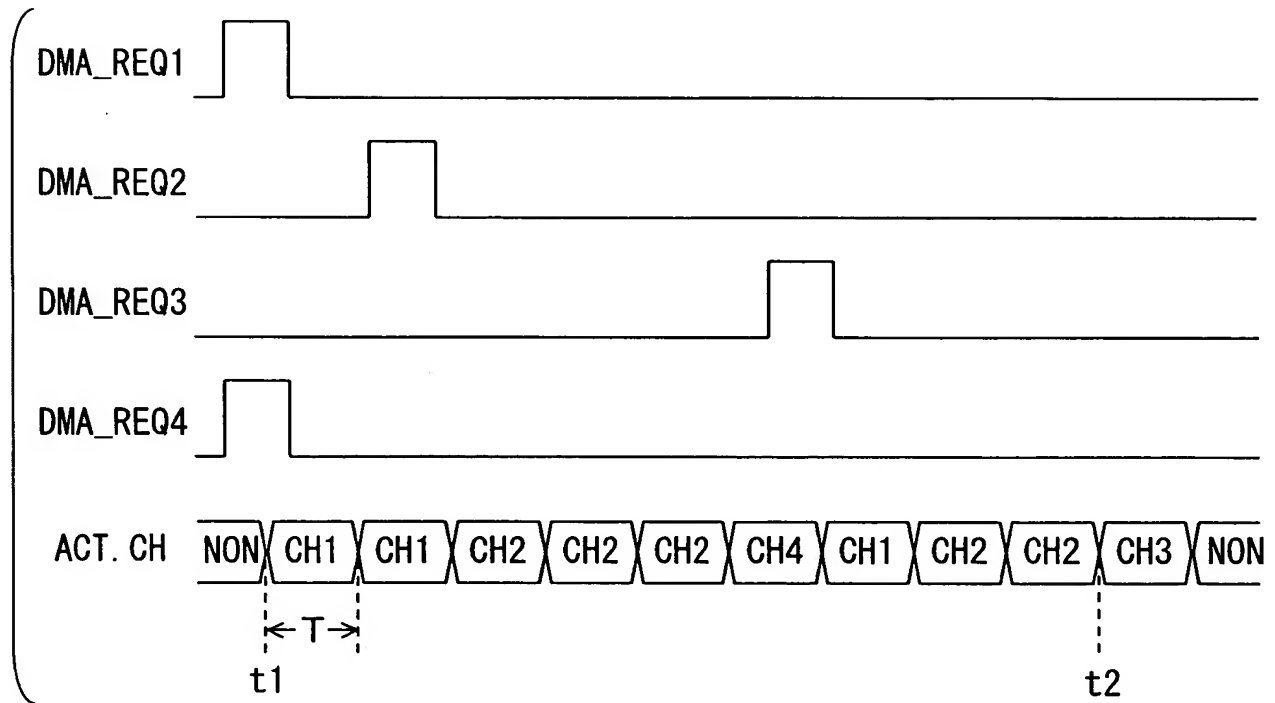 DMA_REQ1
DMA_REQ2
DMA_REQ3
DMA_REQ4
ACT. CH NON CH1 CH1 CH2 CH2 CH2 CH4 CH1 CH2 CH2 CH3 NON
T
t1 t2